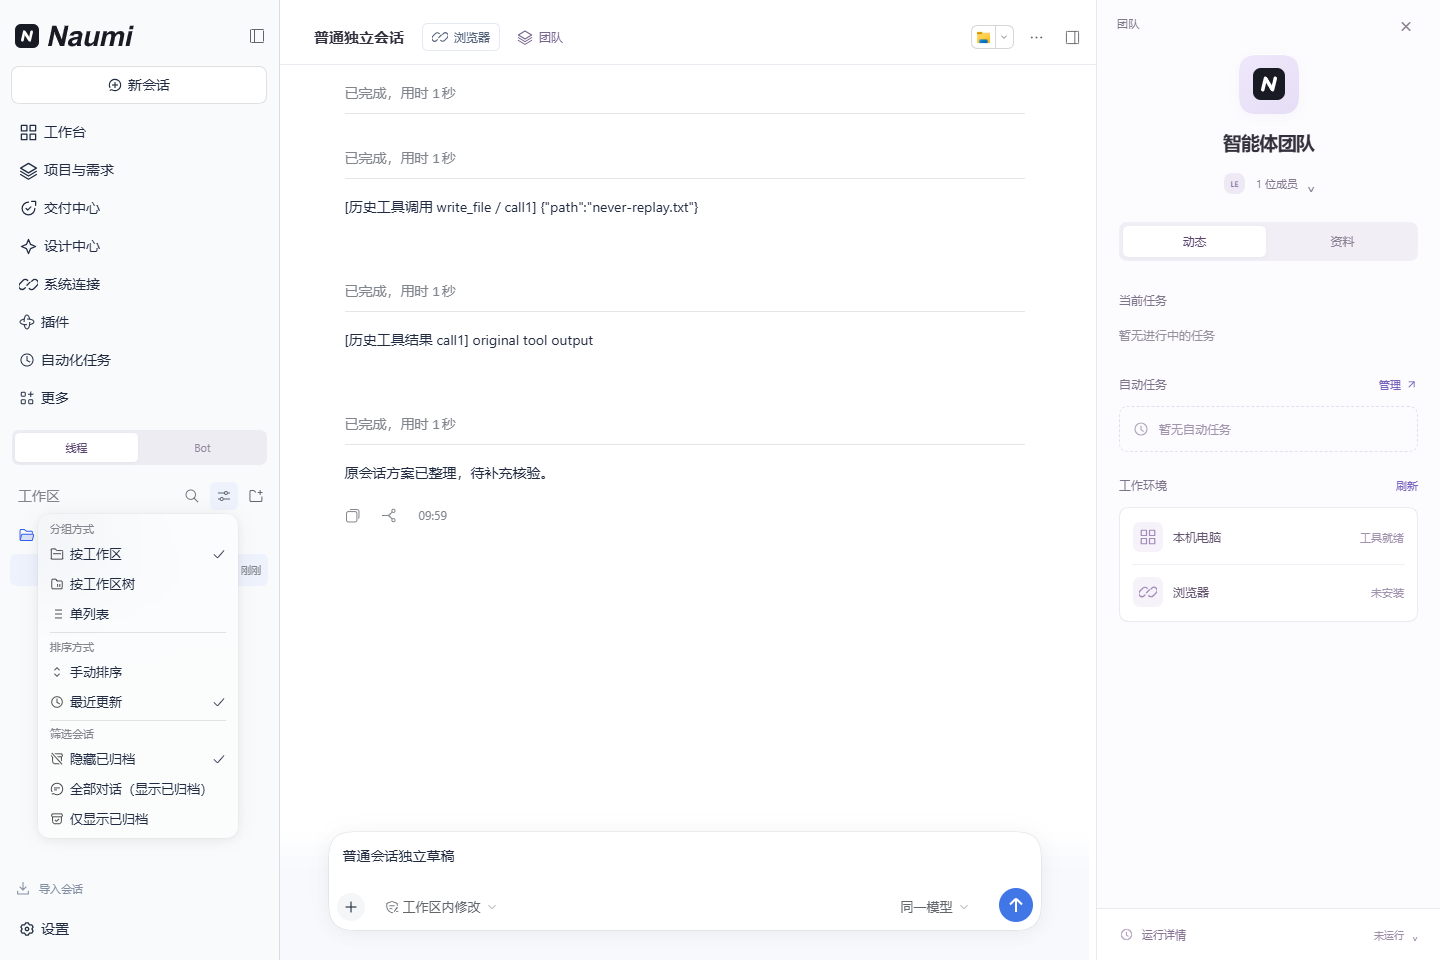 Naumi
新会话
工作台
项目与需求
交付中心
设计中心
系统连接
插件
自动化任务
更多
线程 Bot
工作区
分组方式
按工作区
刚刚
按工作区树
单列表
排序方式
手动排序
最近更新
筛选会话
隐藏已归档
全部对话（显示已归档）
仅显示已归档
导入会话
设置
普通独立会话 浏览器 团队
已完成，用时 1秒
已完成，用时 1秒
[历史工具调用 write_file / call1] {"path":"never-replay.txt"}
已完成，用时 1秒
[历史工具结果 call1] original tool output
已完成，用时 1秒
原会话方案已整理，待补充核验。
09:59
普通会话独立草稿
工作区内修改 同一模型
团队
智能体团队
LE 1 位成员
动态 资料
当前任务
暂无进行中的任务
自动任务 管理
暂无自动任务
工作环境 刷新
本机电脑 工具就绪
浏览器 未安装
运行详情 未运行